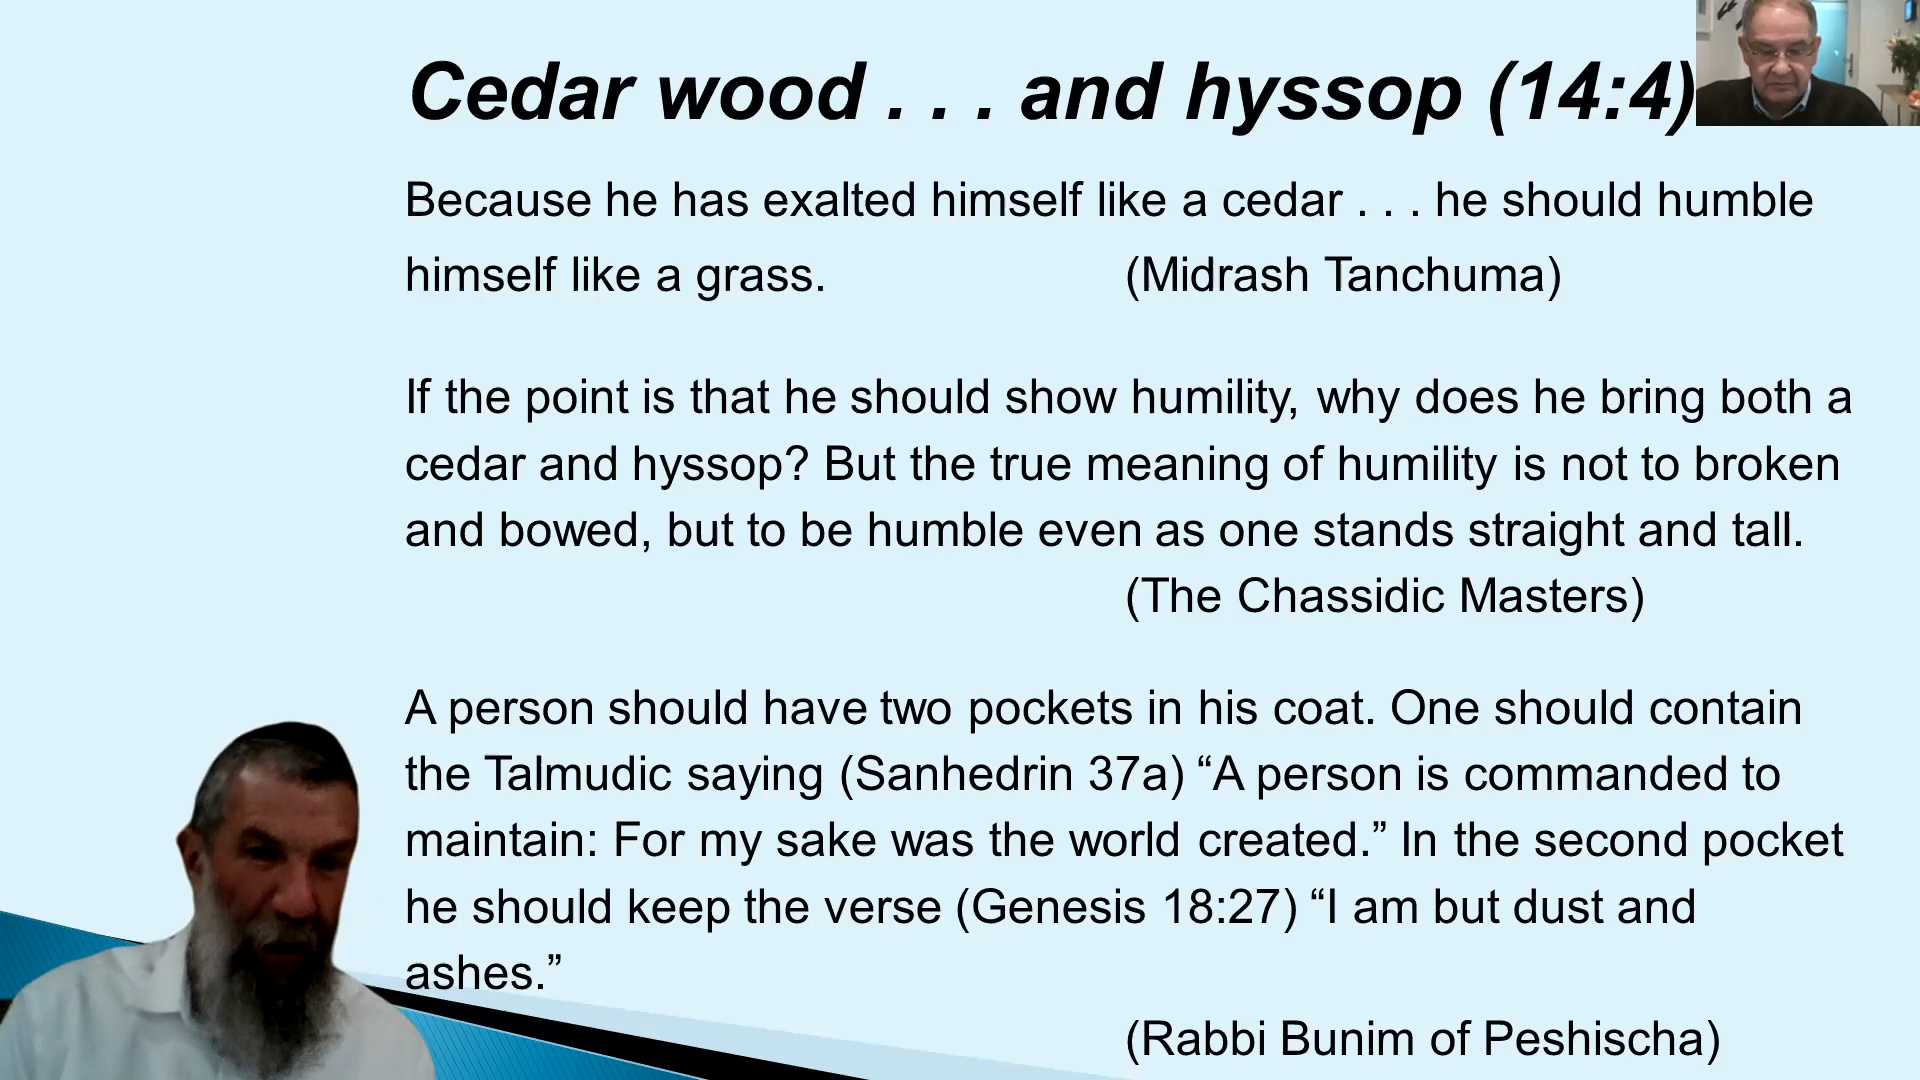 Cedar wood . . . and hyssop (14:4)
Because he has exalted himself like a cedar . . . he should humble
himself like a grass. (Midrash Tanchuma)
If the point is that he should show humility, why does he bring both a
cedar and hyssop? But the true meaning of humility is not to broken
and bowed, but to be humble even as one stands straight and tall.
(The Chassidic Masters)
A person should have two pockets in his coat. One should contain
the Talmudic saying (Sanhedrin 37a) “A person is commanded to
maintain: For my sake was the world created.” In the second pocket
he should keep the verse (Genesis 18:27) “I am but dust and
ashes.”
(Rabbi Bunim of Peshischa)